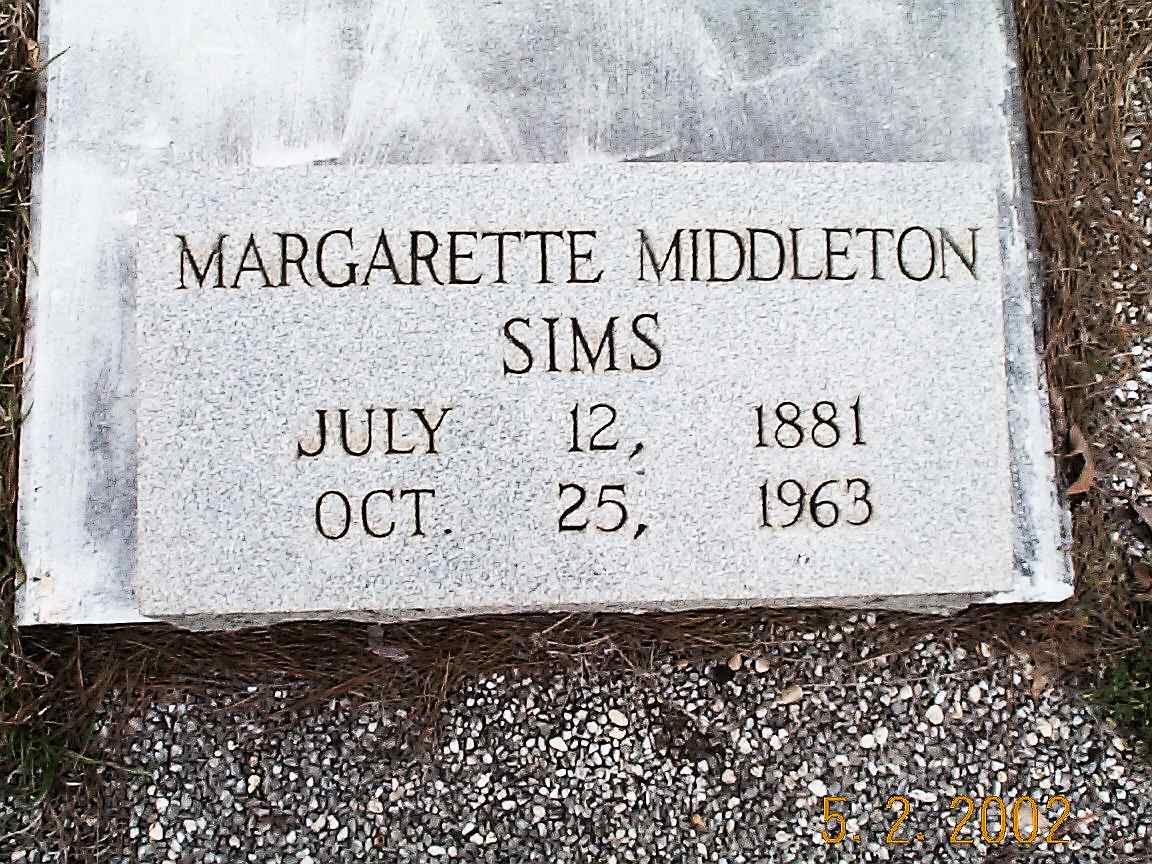 MARGARETTE MIDDLETON
SIMS
JULY 12, 1881
OCT. 25, 1963
5. 2. 2002